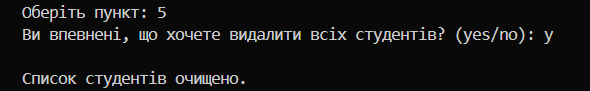 Оберіть пункт: 5
Ви впевнені, що хочете видалити всіх студентів? (yes/no): y
Список студентів очищено.